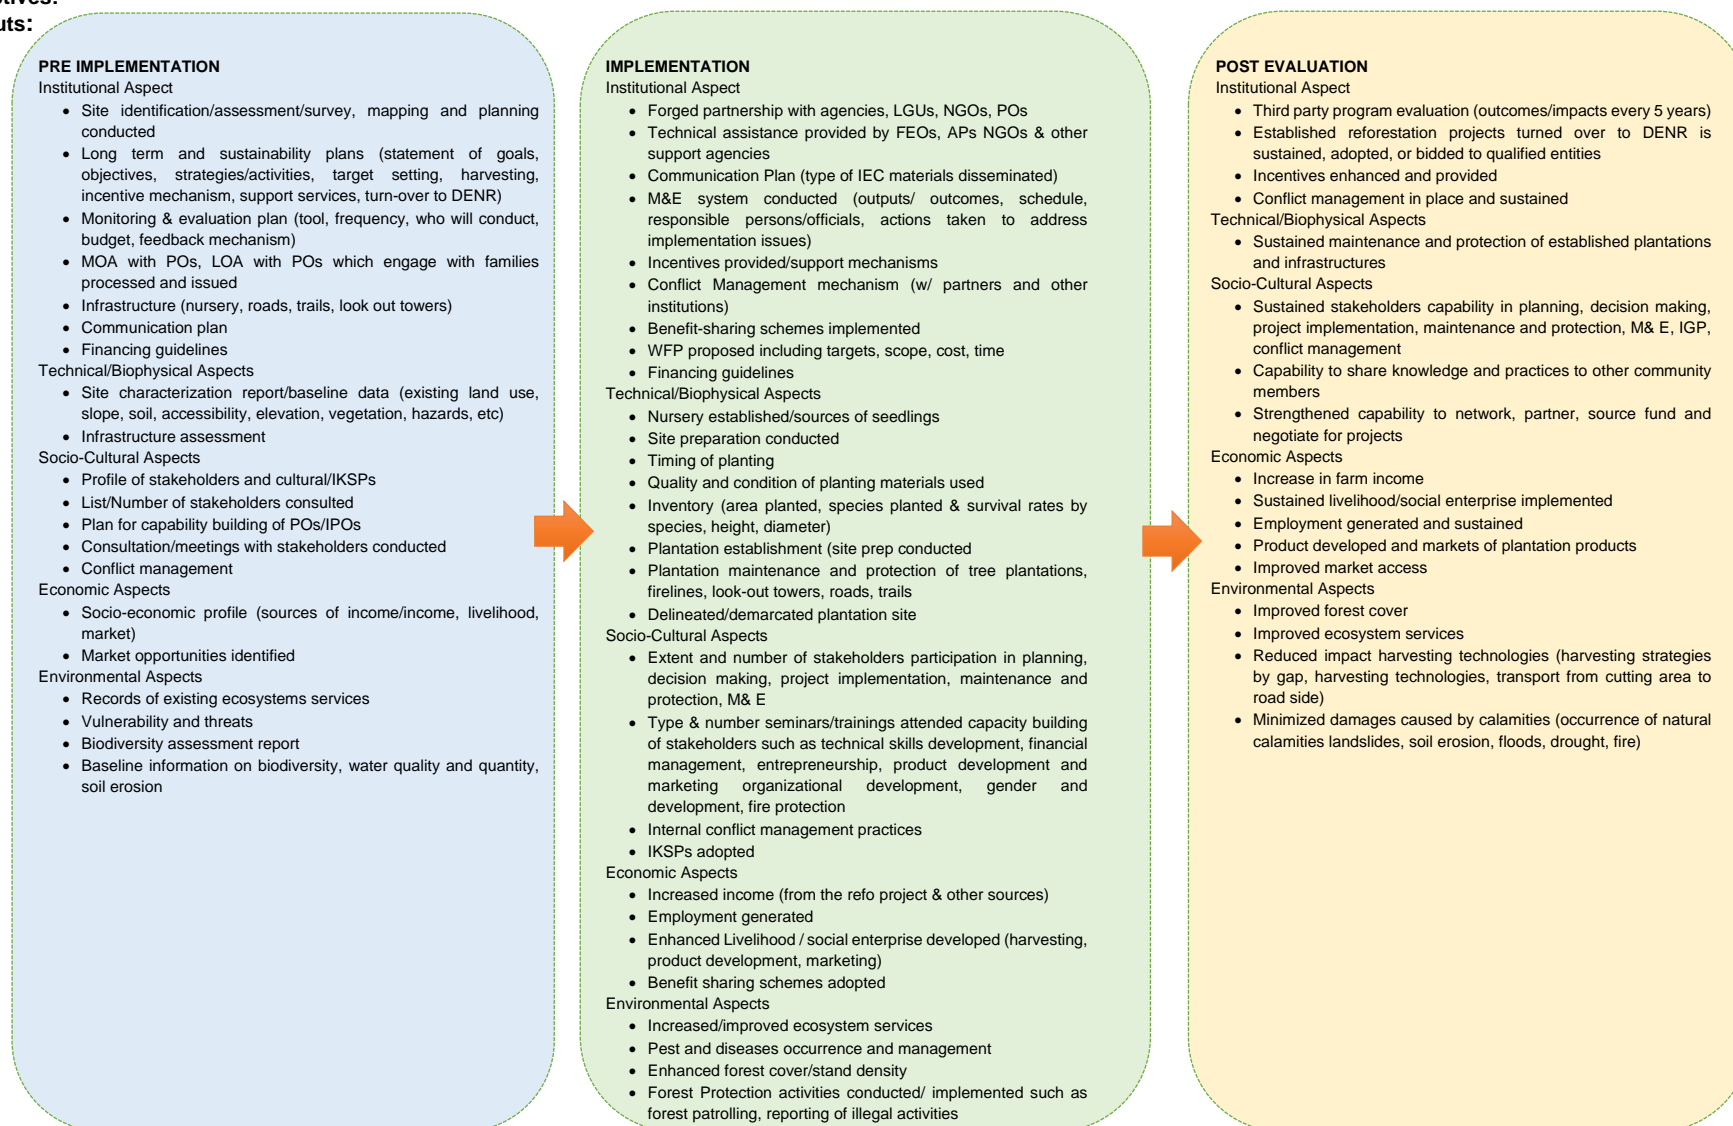 uts:
PRE IMPLEMENTATION
Institutional Aspect
• Site identification/assessment/survey, mapping and planning
conducted
• Long term and sustainability plans (statement of goals,
objectives, strategies/activities, target setting, harvesting,
incentive mechanism, support services, turn-over to DENR)
• Monitoring & evaluation plan (tool, frequency, who will conduct,
budget, feedback mechanism)
• MOA with POs, LOA with POs which engage with families
processed and issued
• Infrastructure (nursery, roads, trails, look out towers)
• Communication plan
• Financing guidelines
Technical/Biophysical Aspects
• Site characterization report/baseline data (existing land use,
slope, soil, accessibility, elevation, vegetation, hazards, etc)
• Infrastructure assessment
Socio-Cultural Aspects
• Profile of stakeholders and cultural/IKSPs
• List/Number of stakeholders consulted
• Plan for capability building of POs/IPOs
• Consultation/meetings with stakeholders conducted
• Conflict management
Economic Aspects
• Socio-economic profile (sources of income/income, livelihood,
market)
• Market opportunities identified
Environmental Aspects
• Records of existing ecosystems services
• Vulnerability and threats
• Biodiversity assessment report
• Baseline information on biodiversity, water quality and quantity,
soil erosion
IMPLEMENTATION
Institutional Aspect
• Forged partnership with agencies, LGUs, NGOs, POs
• Technical assistance provided by FEOs, APs NGOs & other
support agencies
• Communication Plan (type of IEC materials disseminated)
• M&E system conducted (outputs/ outcomes, schedule,
responsible persons/officials, actions taken to address
implementation issues)
• Incentives provided/support mechanisms
• Conflict Management mechanism (w/ partners and other
institutions)
• Benefit-sharing schemes implemented
• WFP proposed including targets, scope, cost, time
• Financing guidelines
Technical/Biophysical Aspects
• Nursery established/sources of seedlings
• Site preparation conducted
• Timing of planting
• Quality and condition of planting materials used
• Inventory (area planted, species planted & survival rates by
species, height, diameter)
• Plantation establishment (site prep conducted
• Plantation maintenance and protection of tree plantations,
firelines, look-out towers, roads, trails
• Delineated/demarcated plantation site
Socio-Cultural Aspects
• Extent and number of stakeholders participation in planning,
decision making, project implementation, maintenance and
protection, M& E
• Type & number seminars/trainings attended capacity building
of stakeholders such as technical skills development, financial
management, entrepreneurship, product development and
marketing organizational development, gender and
development, fire protection
• Internal conflict management practices
• IKSPs adopted
Economic Aspects
• Increased income (from the refo project & other sources)
• Employment generated
• Enhanced Livelihood / social enterprise developed (harvesting,
product development, marketing)
• Benefit sharing schemes adopted
Environmental Aspects
• Increased/improved ecosystem services
• Pest and diseases occurrence and management
• Enhanced forest cover/stand density
• Forest Protection activities conducted/ implemented such as
forest patrolling, reporting of illegal activities
POST EVALUATION
Institutional Aspect
• Third party program evaluation (outcomes/impacts every 5 years)
• Established reforestation projects turned over to DENR is
sustained, adopted, or bidded to qualified entities
• Incentives enhanced and provided
• Conflict management in place and sustained
Technical/Biophysical Aspects
• Sustained maintenance and protection of established plantations
and infrastructures
Socio-Cultural Aspects
• Sustained stakeholders capability in planning, decision making,
project implementation, maintenance and protection, M& E, IGP,
conflict management
• Capability to share knowledge and practices to other community
members
• Strengthened capability to network, partner, source fund and
negotiate for projects
Economic Aspects
• Increase in farm income
• Sustained livelihood/social enterprise implemented
• Employment generated and sustained
• Product developed and markets of plantation products
• Improved market access
Environmental Aspects
• Improved forest cover
• Improved ecosystem services
• Reduced impact harvesting technologies (harvesting strategies
by gap, harvesting technologies, transport from cutting area to
road side)
• Minimized damages caused by calamities (occurrence of natural
calamities landslides, soil erosion, floods, drought, fire)